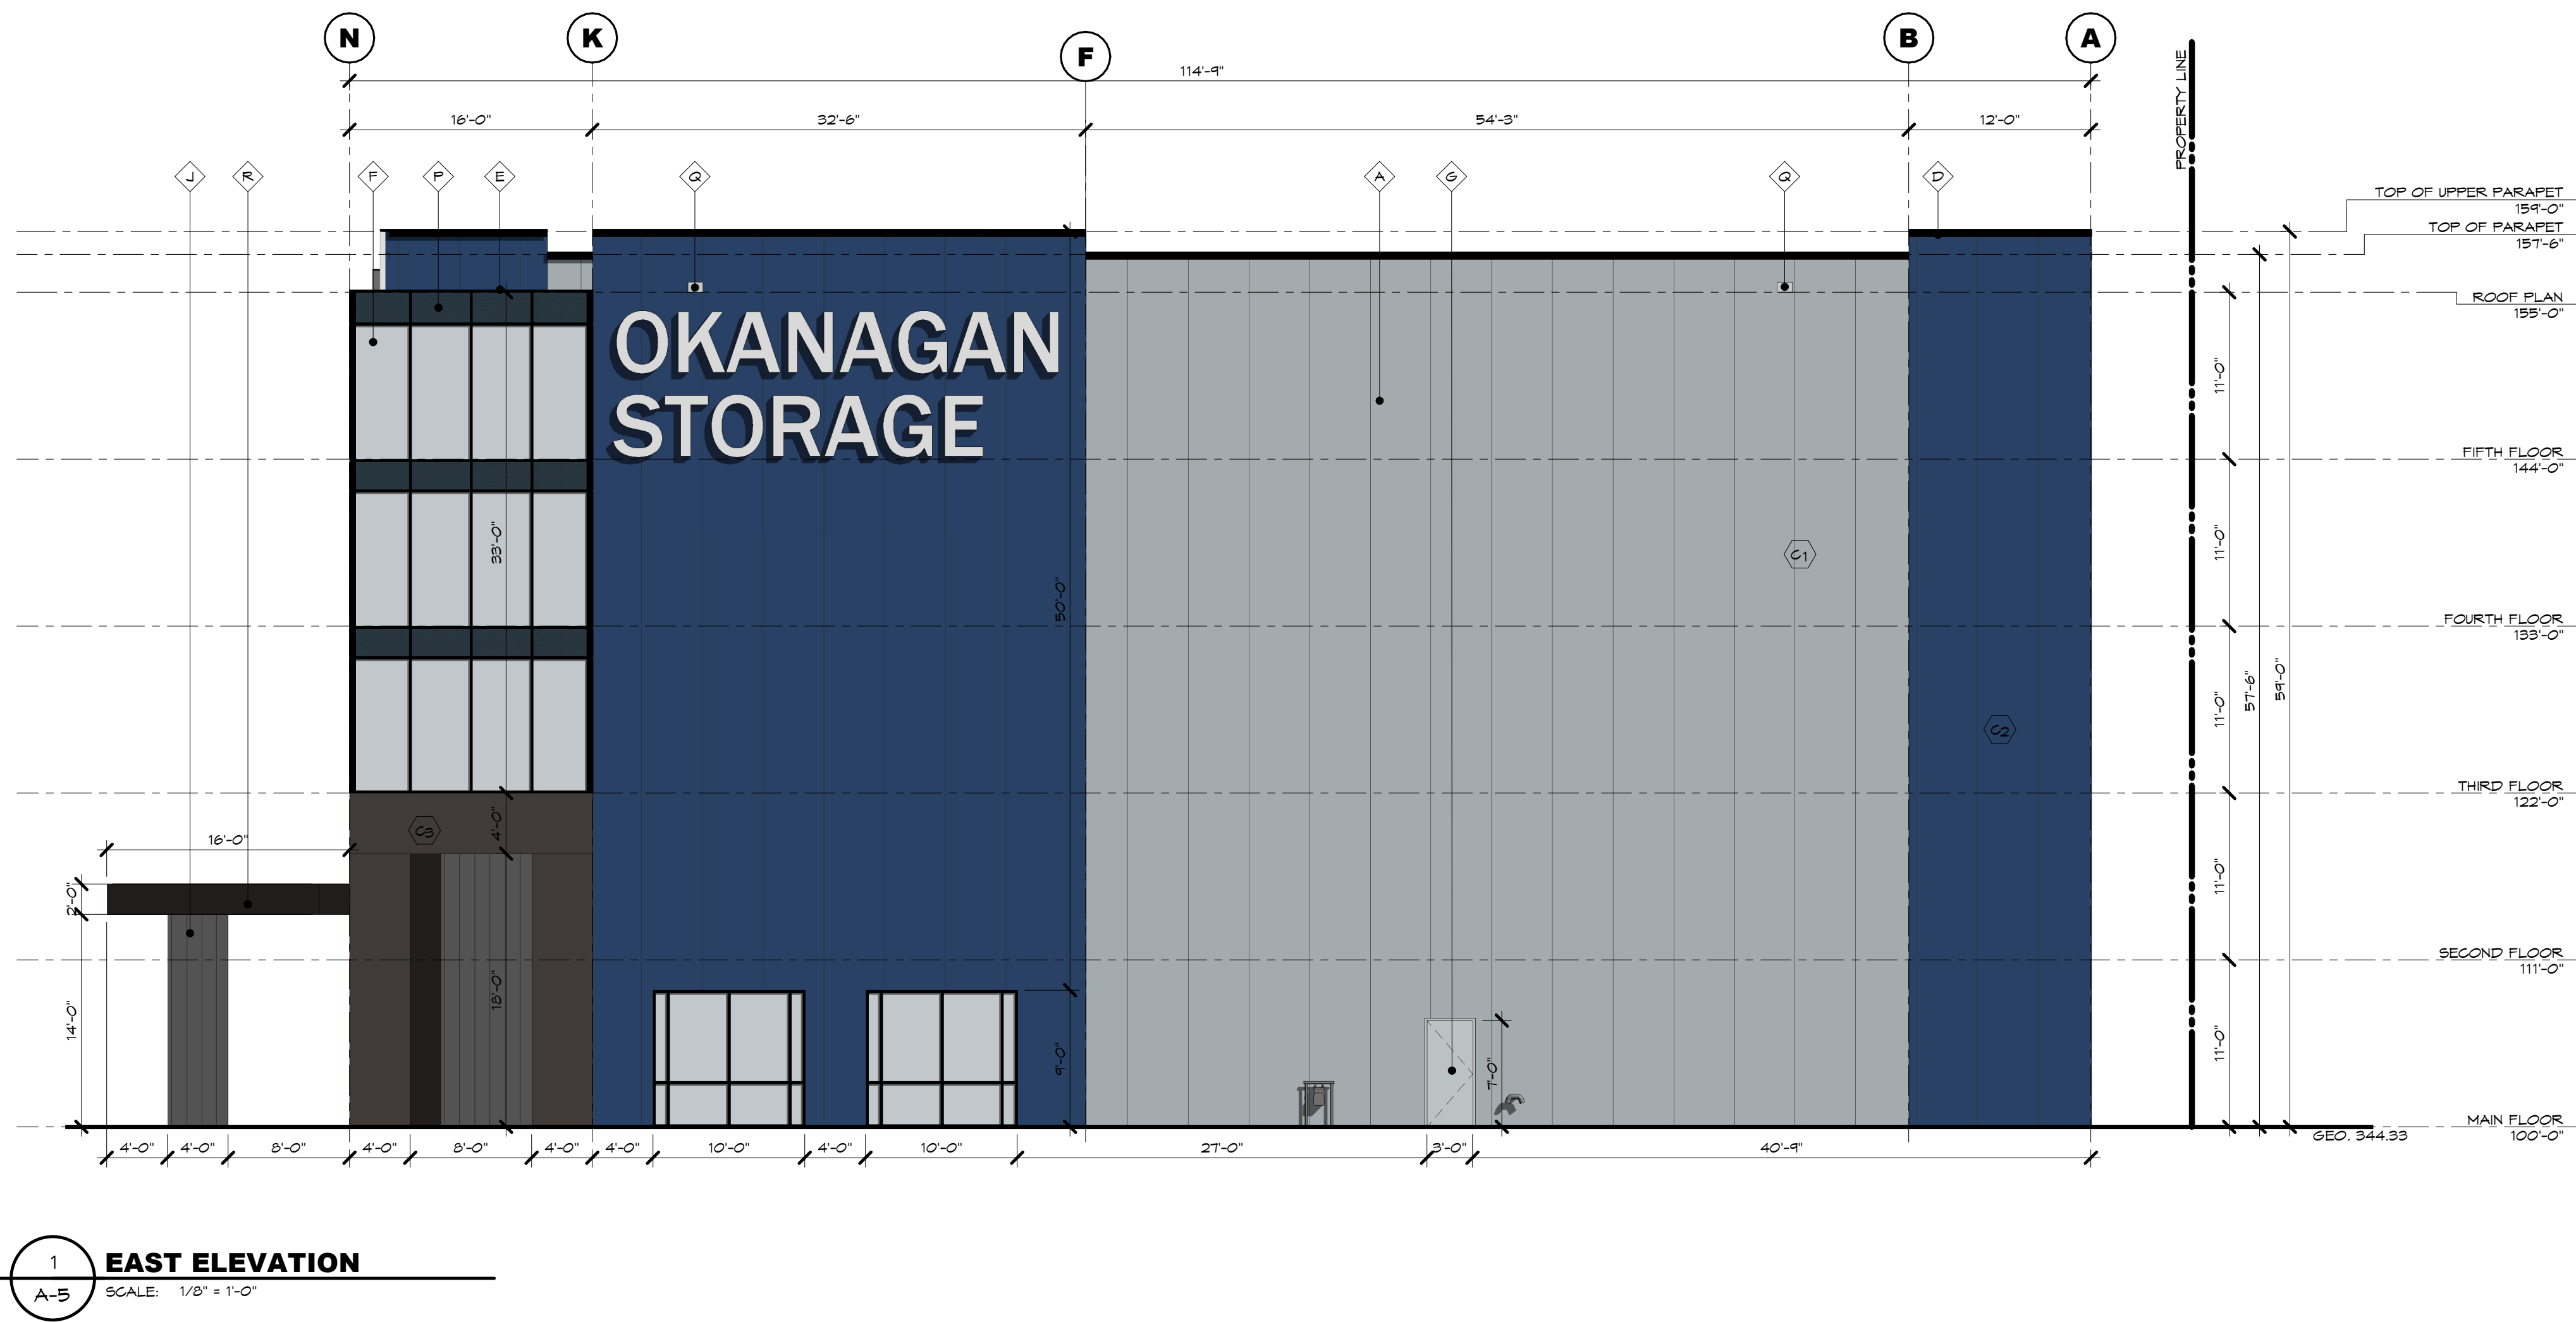 N
K
F
B
A
114'-9"
16'-0"
32'-6"
54'-3"
12'-0"
PROPERTY LINE
J
R
F
P
E
Q
A
G
Q
D
TOP OF UPPER PARAPET
159'-0"
TOP OF PARAPET
157'-6"
ROOF PLAN
155'-0"
OKANAGAN
STORAGE
11'-0"
FIFTH FLOOR
144'-0"
33'-0"
11'-0"
C1
50'-0"
FOURTH FLOOR
133'-0"
57'-6"
59'-0"
11'-0"
C2
THIRD FLOOR
122'-0"
16'-0"
C3
4'-0"
2'-0"
11'-0"
SECOND FLOOR
111'-0"
14'-0"
18'-0"
9'-0"
7'-0"
11'-0"
MAIN FLOOR
100'-0"
GEO. 344.33
4'-0"
4'-0"
8'-0"
4'-0"
8'-0"
4'-0"
4'-0"
10'-0"
4'-0"
10'-0"
27'-0"
3'-0"
40'-9"
1
A-5
EAST ELEVATION
SCALE: 1/8" = 1'-0"